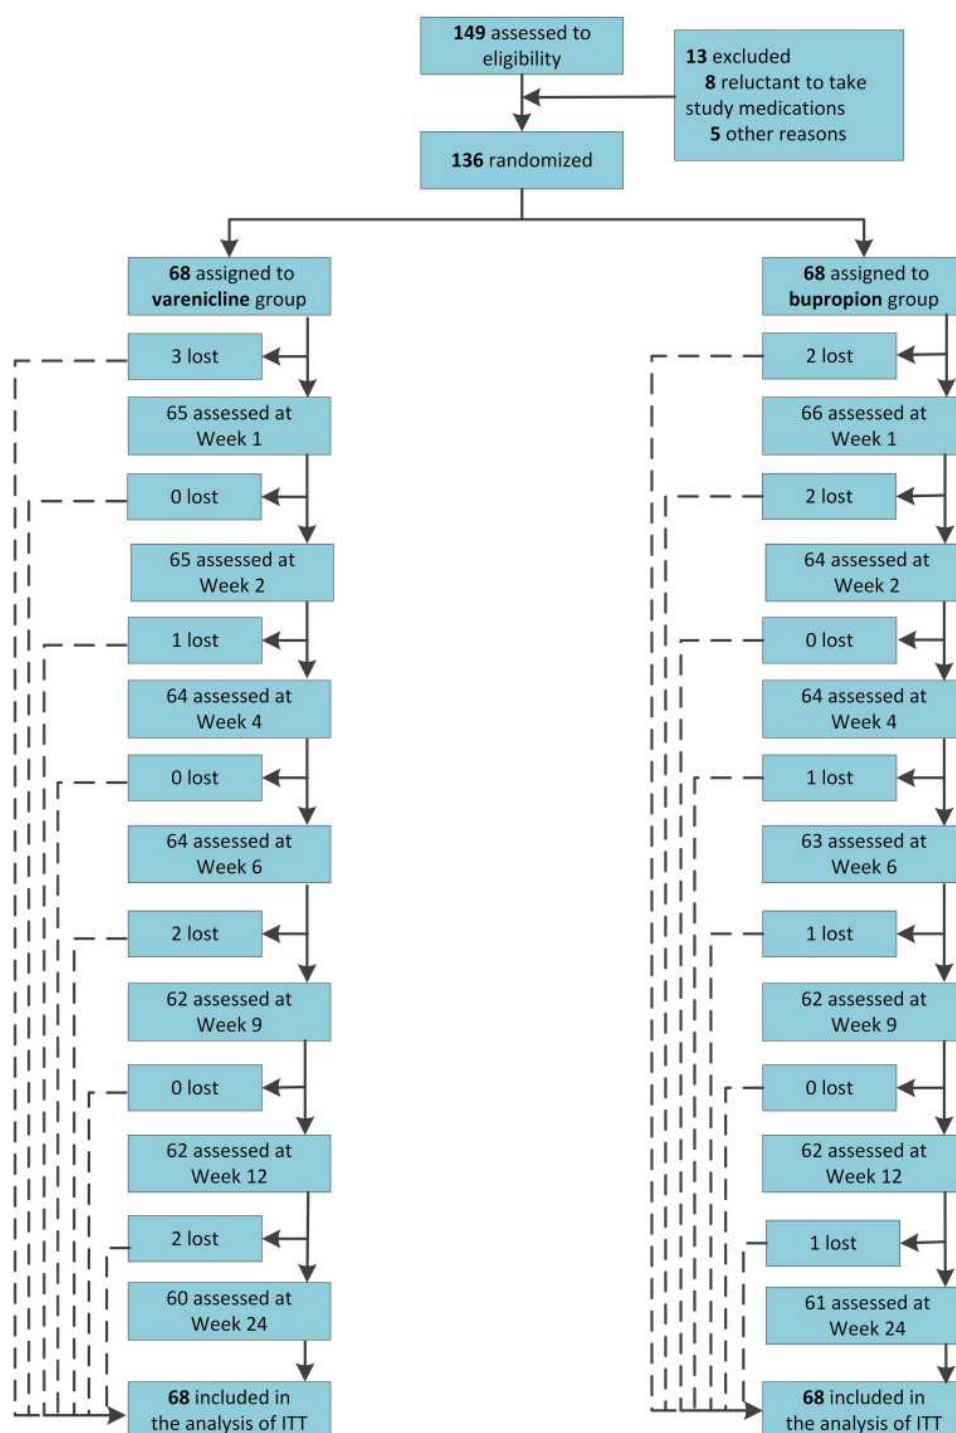 149 assessed to
eligibility
13 excluded
8 reluctant to take
study medications
5 other reasons
136 randomized
68 assigned to
varenicline group
3 lost
65 assessed at
Week 1
0 lost
65 assessed at
Week 2
1 lost
64 assessed at
Week 4
0 lost
64 assessed at
Week 6
2 lost
62 assessed at
Week 9
0 lost
62 assessed at
Week 12
2 lost
60 assessed at
Week 24
68 included in
the analysis of ITT
68 assigned to
bupropion group
2 lost
66 assessed at
Week 1
2 lost
64 assessed at
Week 2
0 lost
64 assessed at
Week 4
1 lost
63 assessed at
Week 6
1 lost
62 assessed at
Week 9
0 lost
62 assessed at
Week 12
1 lost
61 assessed at
Week 24
68 included in
the analysis of ITT